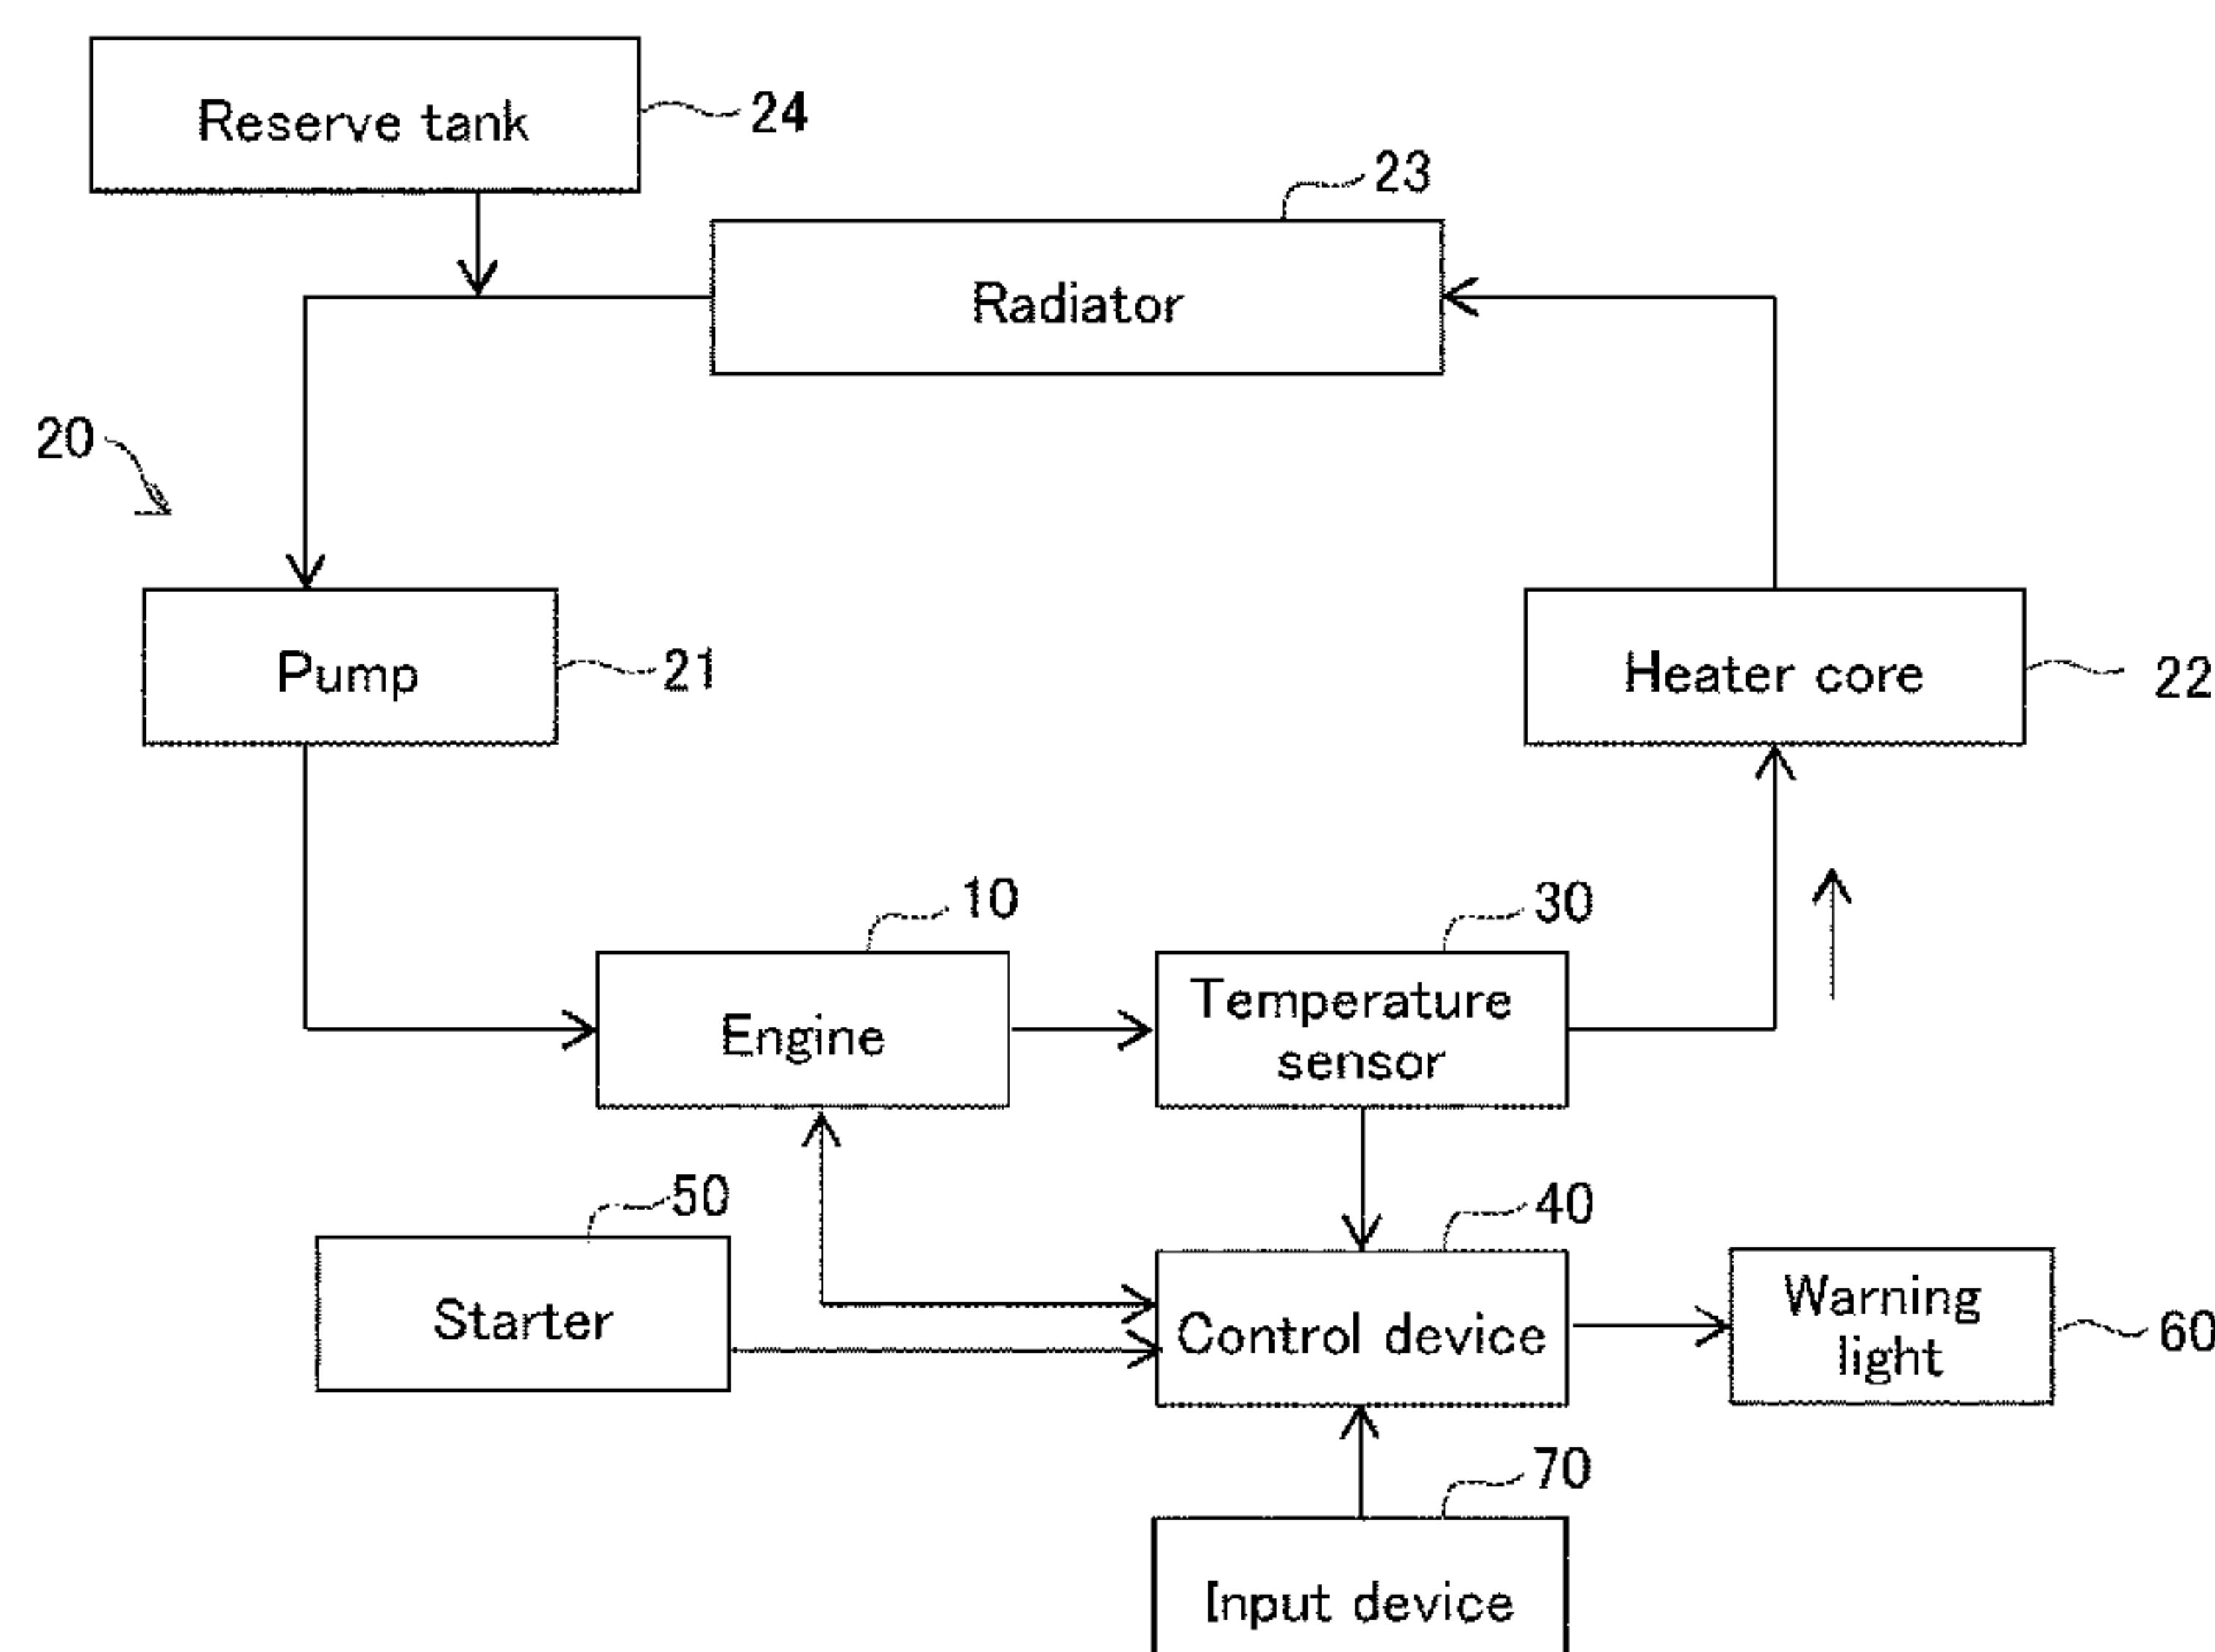 Reserve tank
24
23
Radiator
20
Pump
21
Heater core
22
10
30
Engine
Temperature
sensor
50
40
Starter
Control device
Warning
light
60
70
Input device